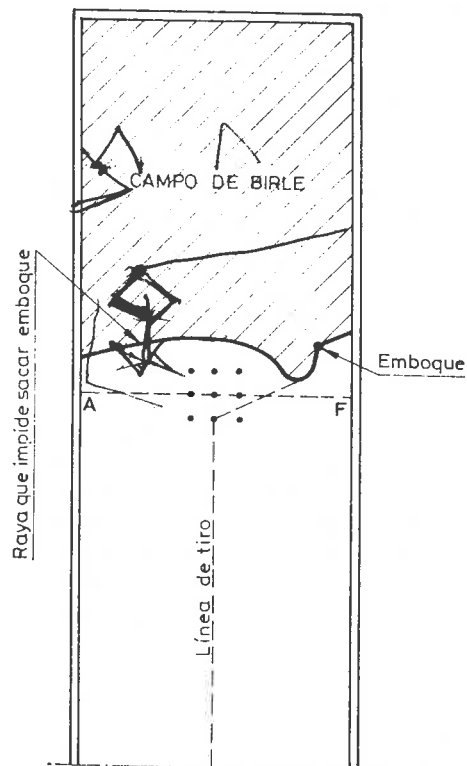 CAMPO DE BIRLE
Raya que impide sacar emboque
Emboque
A
F
Línea de tiro